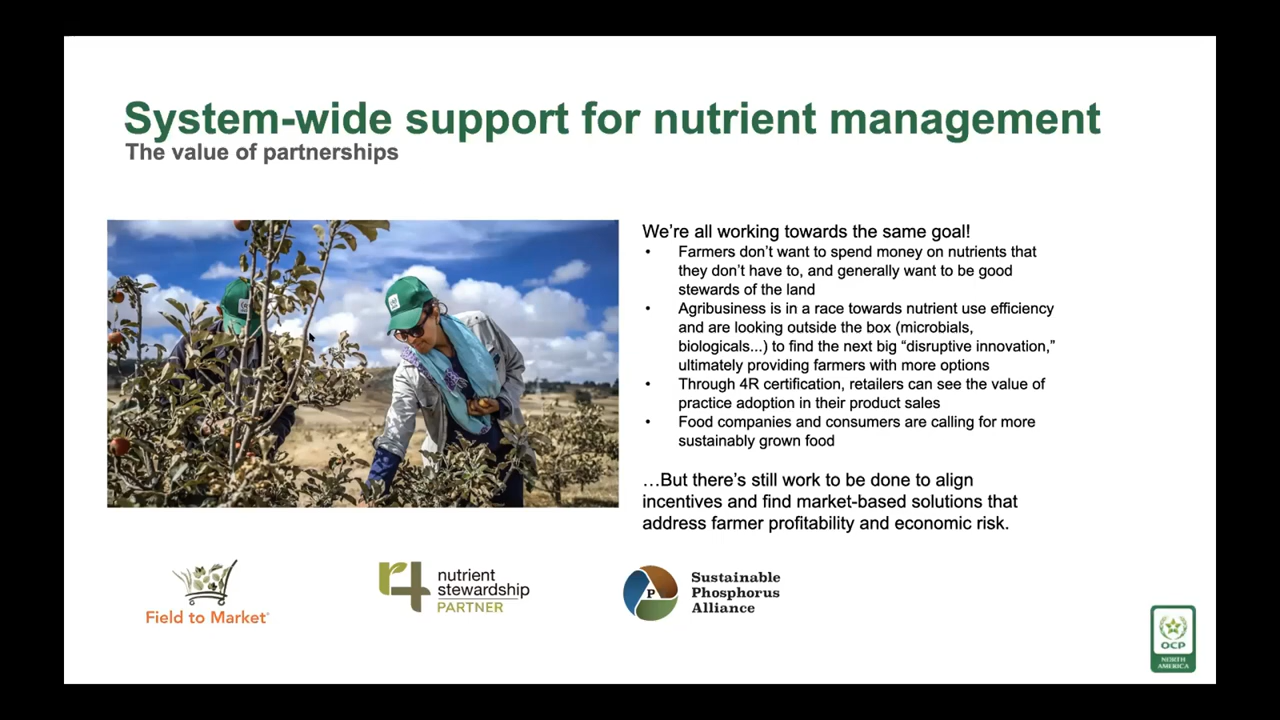 System-wide support for nutrient management
The value of partnerships
We’re all working towards the same goal!
• Farmers don’t want to spend money on nutrients that
they don’t have to, and generally want to be good
stewards of the land
• Agribusiness is in a race towards nutrient use efficiency
and are looking outside the box (microbials,
biologicals...) to find the next big “disruptive innovation,”
ultimately providing farmers with more options
• Through 4R certification, retailers can see the value of
practice adoption in their product sales
• Food companies and consumers are calling for more
sustainably grown food
…But there’s still work to be done to align
incentives and find market-based solutions that
address farmer profitability and economic risk.
Field to Market®
r4
nutrient
stewardship
PARTNER
P
Sustainable
Phosphorus
Alliance
OCP
NORTH
AMERICA